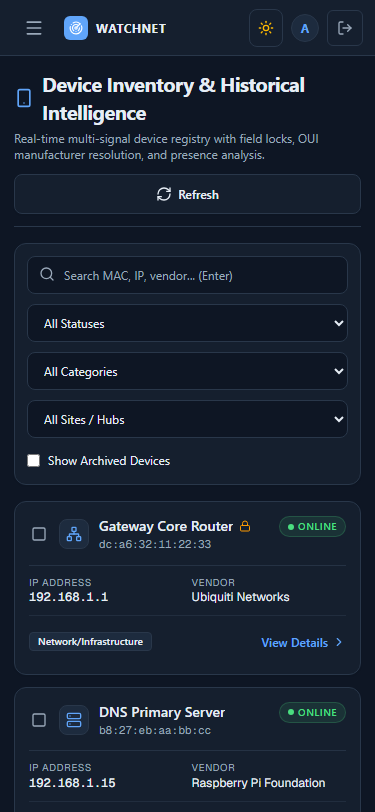 WATCHNET
A
Device Inventory & Historical
Intelligence
Real-time multi-signal device registry with field locks, OUI
manufacturer resolution, and presence analysis.
Refresh
Search MAC, IP, vendor... (Enter)
All Statuses
All Categories
All Sites / Hubs
Show Archived Devices
Gateway Core Router
ONLINE
dc:a6:32:11:22:33
IP ADDRESS VENDOR
192.168.1.1 Ubiquiti Networks
Network/Infrastructure View Details
DNS Primary Server
ONLINE
b8:27:eb:aa:bb:cc
IP ADDRESS VENDOR
192.168.1.15 Raspberry Pi Foundation